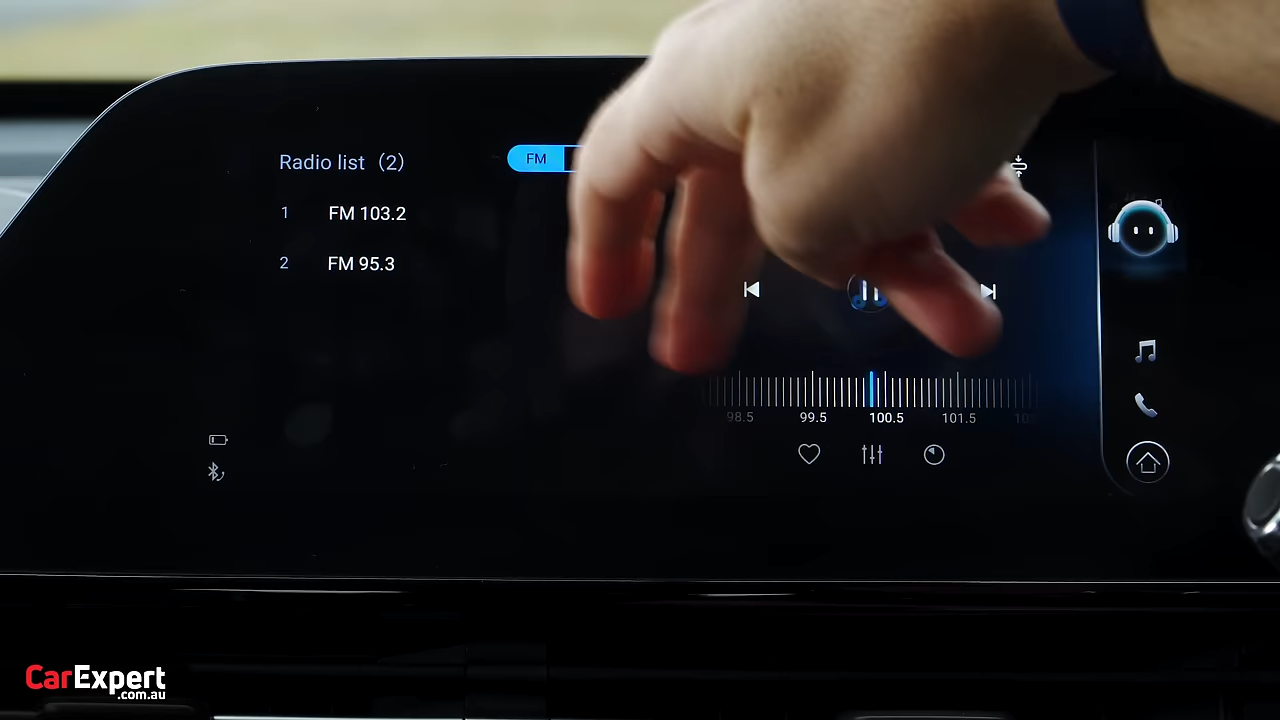 Radio list (2)
FM
1 FM 103.2
2 FM 95.3
98.5 99.5 100.5 101.5
CarExpert
.com.au